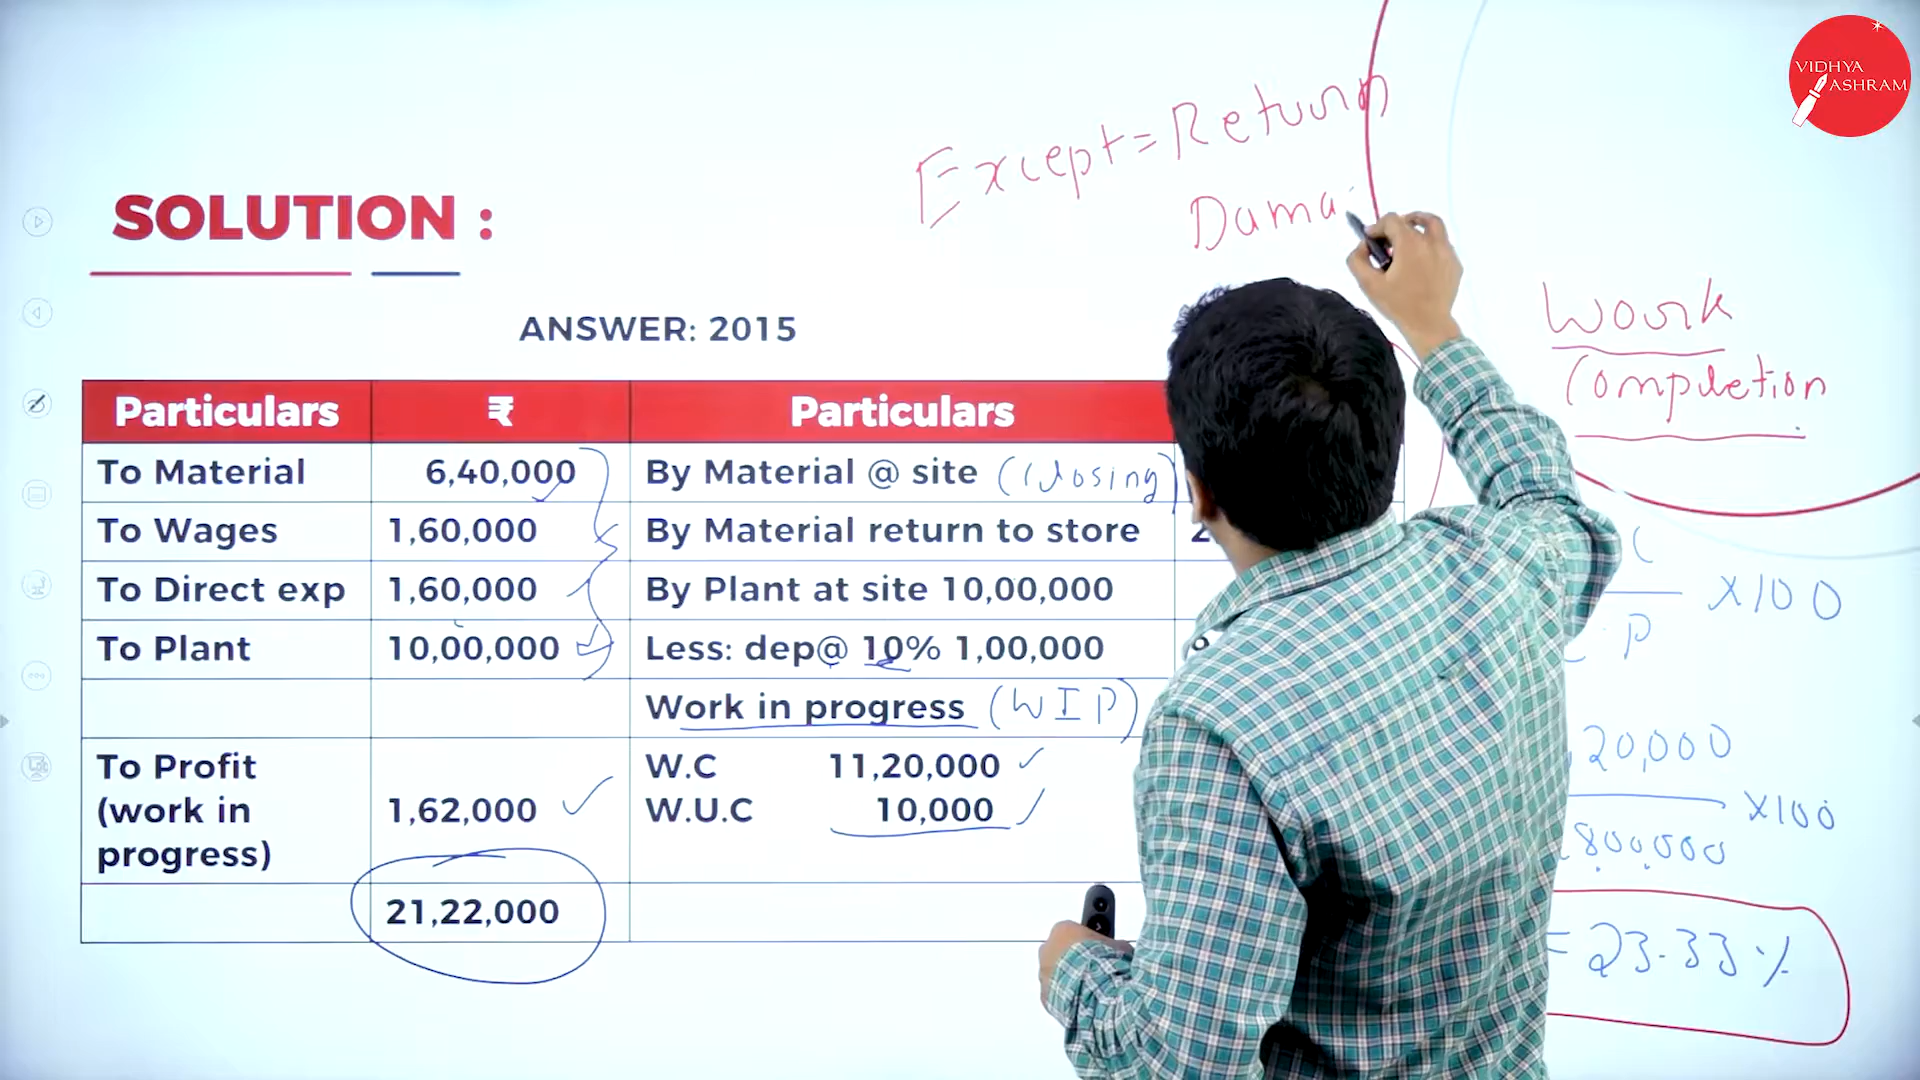 VIDHYA
ASHRAM
Except = Return
SOLUTION :
Work
Completion
ANSWER: 2015
Particulars ₹ Particulars
To Material 6,40,000 By Material @ site (closing)
To Wages 1,60,000 By Material return to store 2
To Direct exp 1,60,000 By Plant at site 10,00,000
x100
P
To Plant 10,00,000 Less: dep@ 10% 1,00,000
Work in progress (WIP)
20,000
To Profit W.C 11,20,000
(work in 1,62,000 W.U.C 10,000
x100
800,000
progress)
21,22,000
= 23.33 %